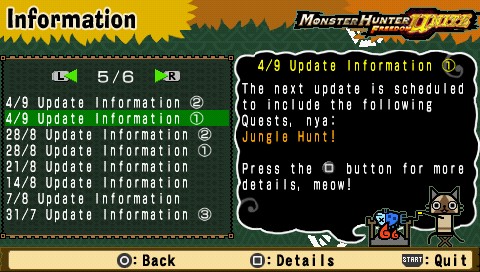 Information
MONSTER HUNTER
FREEDOM UNITE
L 5/6 R
4/9 Update Information ②
4/9 Update Information ①
28/8 Update Information ②
28/8 Update Information ①
21/8 Update Information
14/8 Update Information
7/8 Update Information
31/7 Update Information ③
4/9 Update Information ①
The next update is scheduled
to include the following
Quests, nya:
Jungle Hunt!
Press the □ button for more
details, meow!
○: Back
□: Details
START: Quit